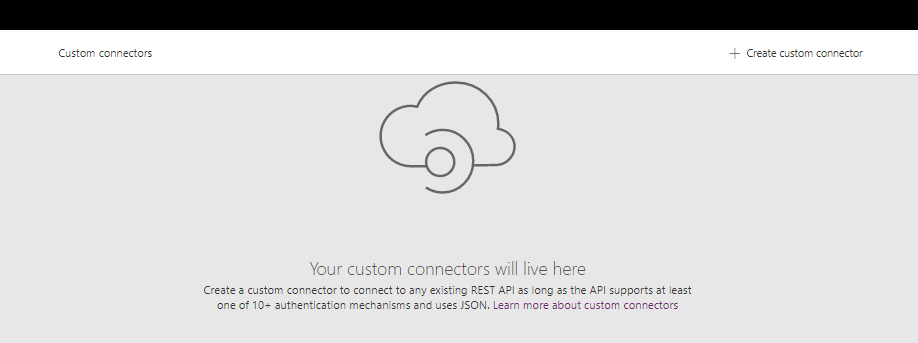 Custom connectors
+ Create custom connector
Your custom connectors will live here
Create a custom connector to connect to any existing REST API as long as the API supports at least
one of 10+ authentication mechanisms and uses JSON. Learn more about custom connectors